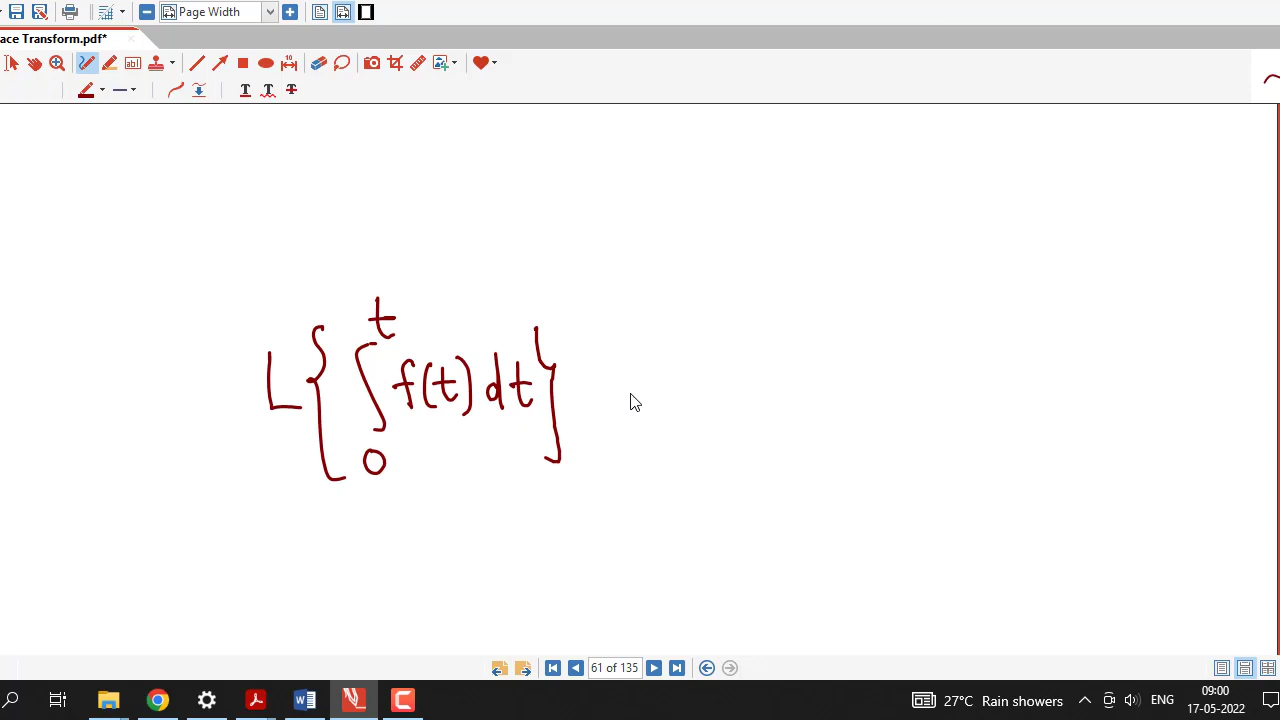 Page Width
ace Transform.pdf*
10
T T T
L{∫₀ᵗ f(t) dt}
61 of 135
27°C Rain showers
ENG
09:00
17-05-2022